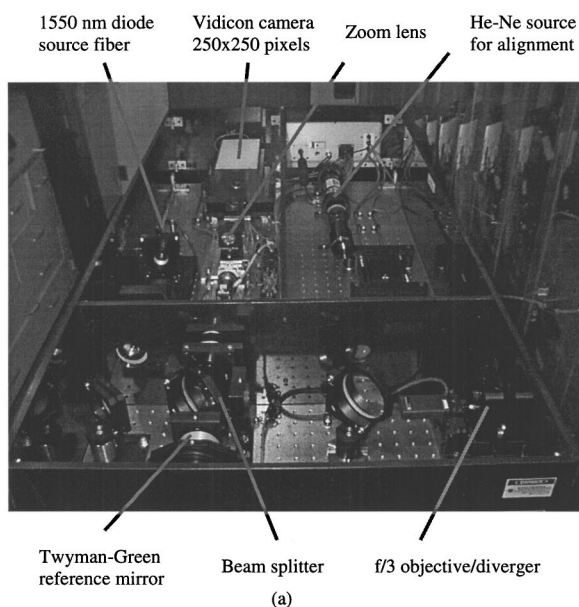 1550 nm diode
source fiber
Vidicon camera
250x250 pixels
Zoom lens
He-Ne source
for alignment
Twyman-Green
reference mirror
Beam splitter
f/3 objective/diverger
(a)